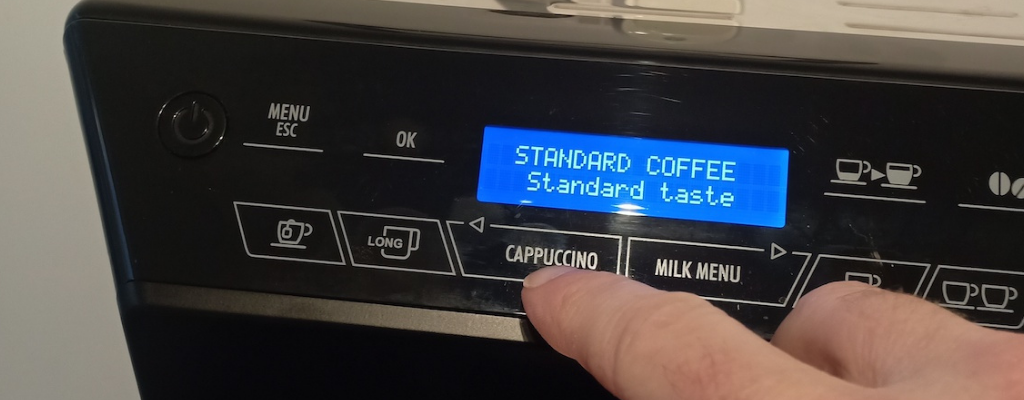 MENU
ESC
OK
STANDARD COFFEE
Standard taste
LONG
CAPPUCCINO
MILK MENU